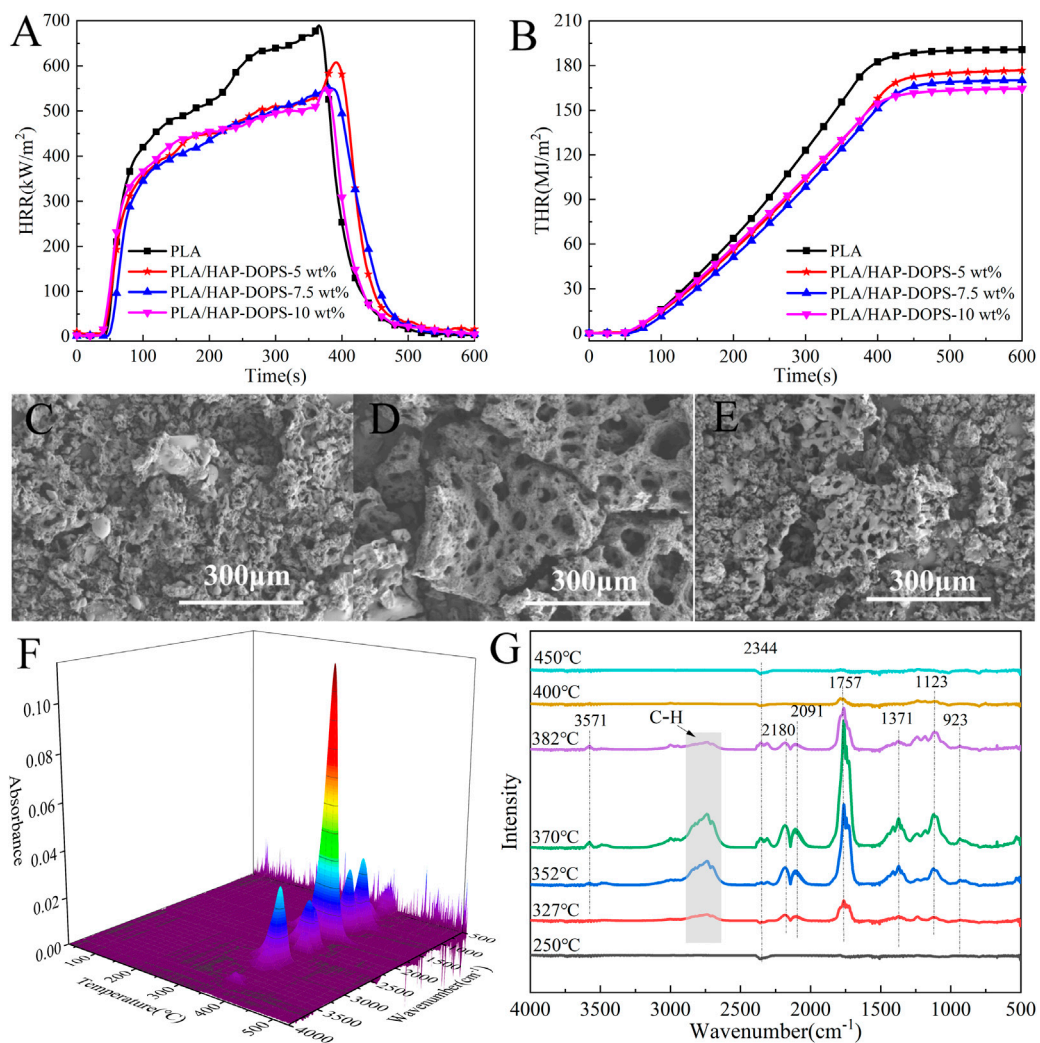 A
HRR(kW/m²)
700
600
500
400
300
200
100
0
PLA
PLA/HAP-DOPS-5 wt%
PLA/HAP-DOPS-7.5 wt%
PLA/HAP-DOPS-10 wt%
0 100 200 300 400 500 600
Time(s)
B
THR(MJ/m²)
210
180
150
120
90
60
30
0
PLA
PLA/HAP-DOPS-5 wt%
PLA/HAP-DOPS-7.5 wt%
PLA/HAP-DOPS-10 wt%
0 100 200 300 400 500 600
Time(s)
C
300μm
D
300μm
E
300μm
F
Absorbance
0.10
0.08
0.06
0.04
0.02
0.00
100 200 300 400 500
Temperature(℃)
4000 3500 3000 2500 2000 1500 1000 500
Wavenumber(cm⁻¹)
G
Intensity
450℃
400℃
382℃
370℃
352℃
327℃
250℃
2344
1757
1123
3571
C-H
2180
2091
1371
923
4000 3500 3000 2500 2000 1500 1000 500
Wavenumber(cm⁻¹)